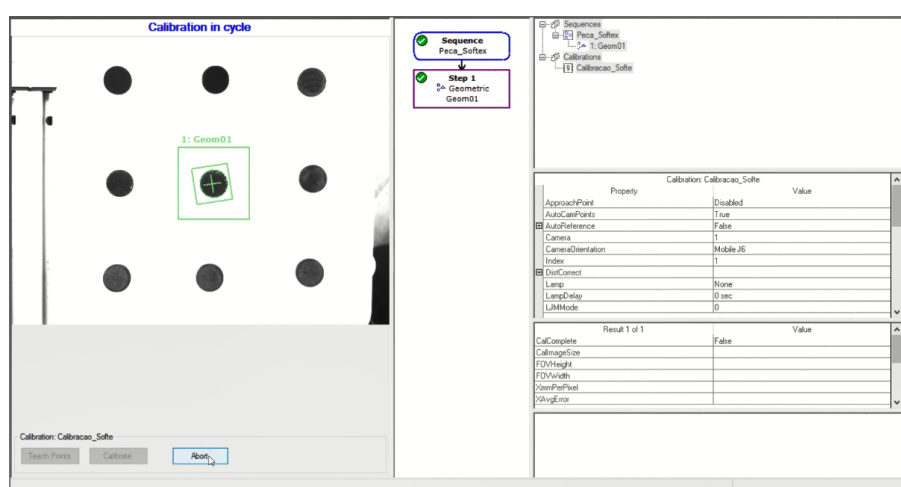 Calibration in cycle
1: Geom01
Calibration: Calibracao_Softe
Teach Points
Calibrate
Abort
Sequence
Peca_Softex
Step 1
Geometric
Geom01
Sequences
Peca_Softex
1: Geom01
Calibrations
Calibracao_Softe
Calibration: Calibracao_Softe
Property Value
ApproachPoint Disabled
AutoCamPoints True
AutoReference False
Camera 1
CameraOrientation Mobile J6
Index 1
DistCorrect
Lamp None
LampDelay 0 sec
LJMMode 0
Result 1 of 1 Value
CalComplete False
CalImageSize
FOVHeight
FOVWidth
XmmPerPixel
XAvgError